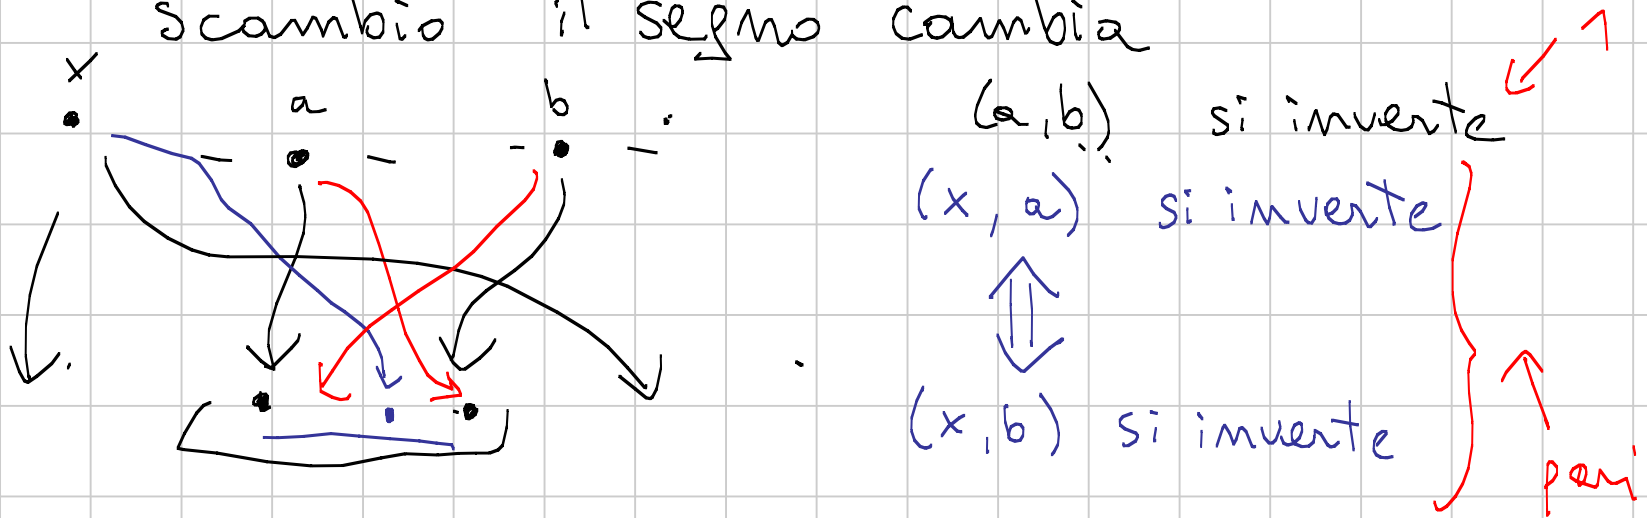 scambio il segno cambia
x a b
(a,b) si inverte
(x,a) si inverte
(x,b) si inverte
pari